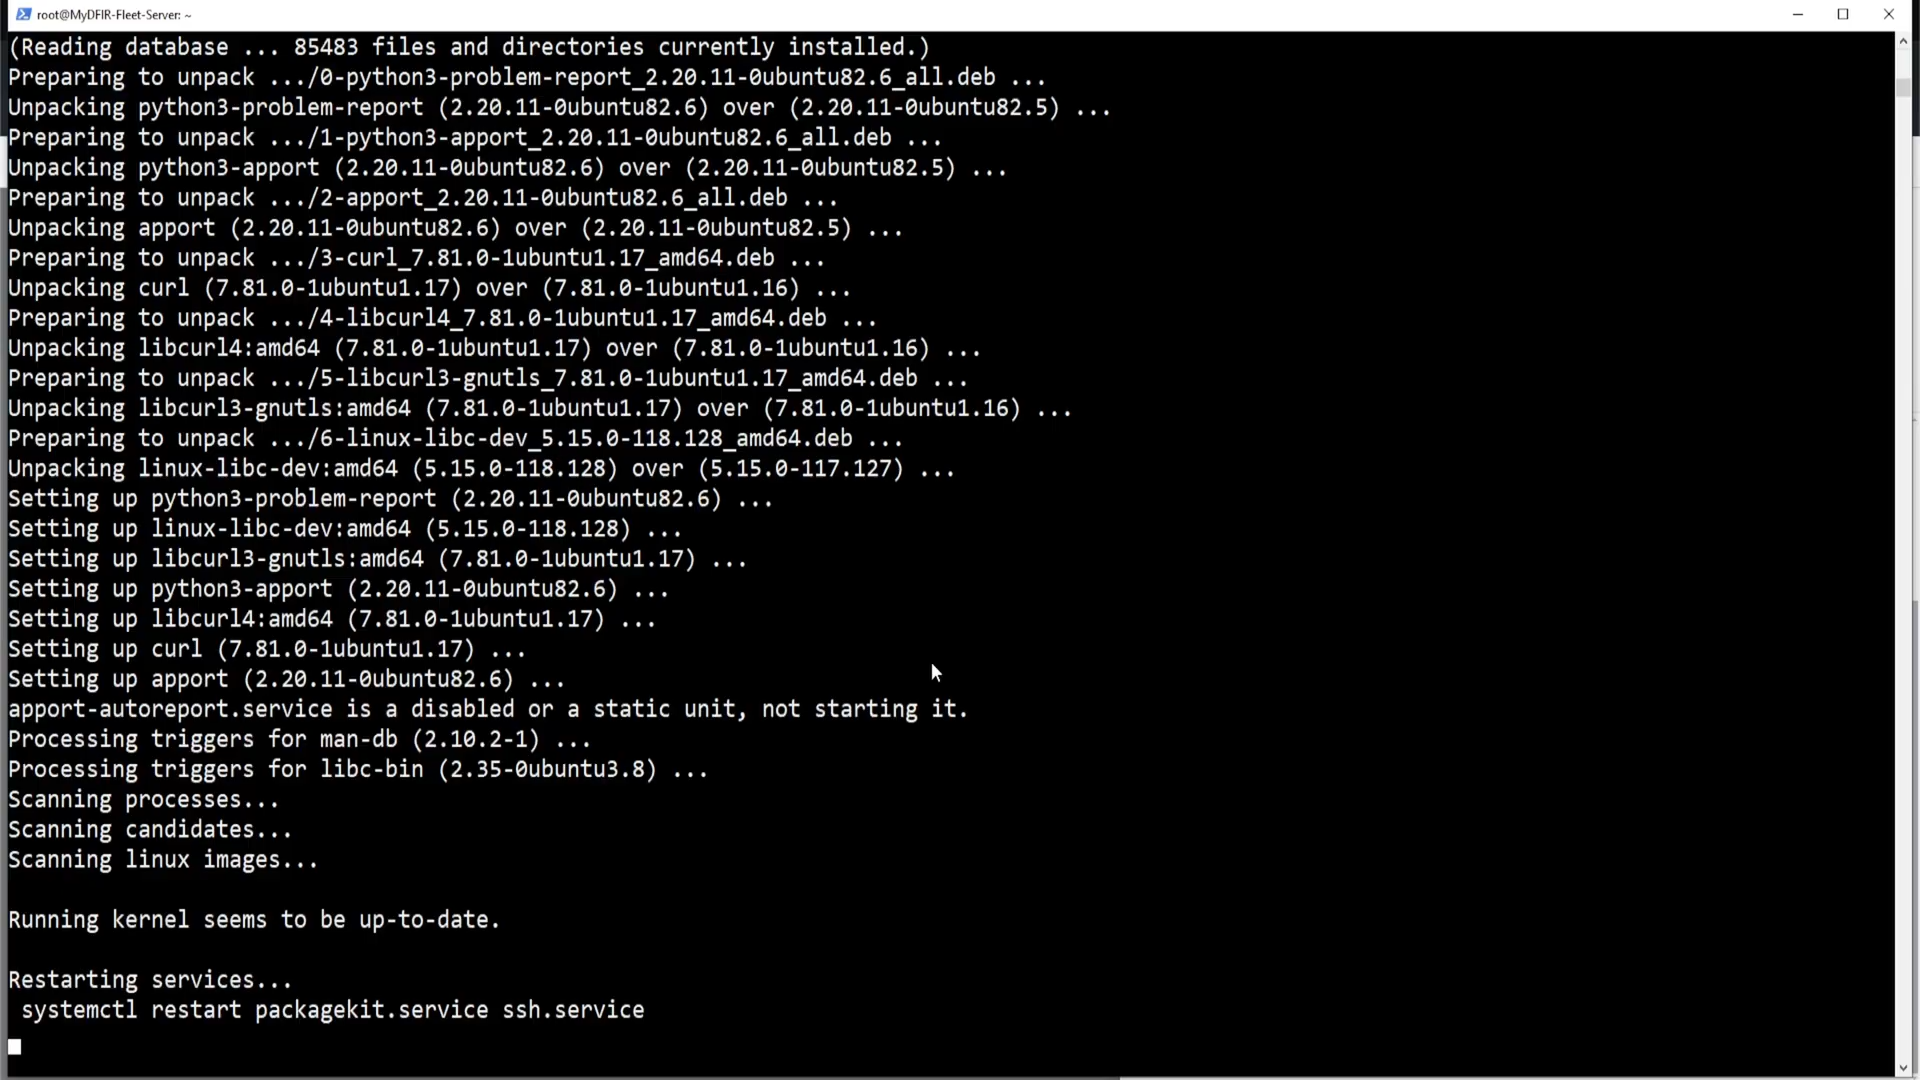 root@MyDFIR-Fleet-Server: ~
(Reading database ... 85483 files and directories currently installed.)
Preparing to unpack .../0-python3-problem-report_2.20.11-0ubuntu82.6_all.deb ...
Unpacking python3-problem-report (2.20.11-0ubuntu82.6) over (2.20.11-0ubuntu82.5) ...
Preparing to unpack .../1-python3-apport_2.20.11-0ubuntu82.6_all.deb ...
Unpacking python3-apport (2.20.11-0ubuntu82.6) over (2.20.11-0ubuntu82.5) ...
Preparing to unpack .../2-apport_2.20.11-0ubuntu82.6_all.deb ...
Unpacking apport (2.20.11-0ubuntu82.6) over (2.20.11-0ubuntu82.5) ...
Preparing to unpack .../3-curl_7.81.0-1ubuntu1.17_amd64.deb ...
Unpacking curl (7.81.0-1ubuntu1.17) over (7.81.0-1ubuntu1.16) ...
Preparing to unpack .../4-libcurl4_7.81.0-1ubuntu1.17_amd64.deb ...
Unpacking libcurl4:amd64 (7.81.0-1ubuntu1.17) over (7.81.0-1ubuntu1.16) ...
Preparing to unpack .../5-libcurl3-gnutls_7.81.0-1ubuntu1.17_amd64.deb ...
Unpacking libcurl3-gnutls:amd64 (7.81.0-1ubuntu1.17) over (7.81.0-1ubuntu1.16) ...
Preparing to unpack .../6-linux-libc-dev_5.15.0-118.128_amd64.deb ...
Unpacking linux-libc-dev:amd64 (5.15.0-118.128) over (5.15.0-117.127) ...
Setting up python3-problem-report (2.20.11-0ubuntu82.6) ...
Setting up linux-libc-dev:amd64 (5.15.0-118.128) ...
Setting up libcurl3-gnutls:amd64 (7.81.0-1ubuntu1.17) ...
Setting up python3-apport (2.20.11-0ubuntu82.6) ...
Setting up libcurl4:amd64 (7.81.0-1ubuntu1.17) ...
Setting up curl (7.81.0-1ubuntu1.17) ...
Setting up apport (2.20.11-0ubuntu82.6) ...
apport-autoreport.service is a disabled or a static unit, not starting it.
Processing triggers for man-db (2.10.2-1) ...
Processing triggers for libc-bin (2.35-0ubuntu3.8) ...
Scanning processes...
Scanning candidates...
Scanning linux images...
Running kernel seems to be up-to-date.
Restarting services...
 systemctl restart packagekit.service ssh.service